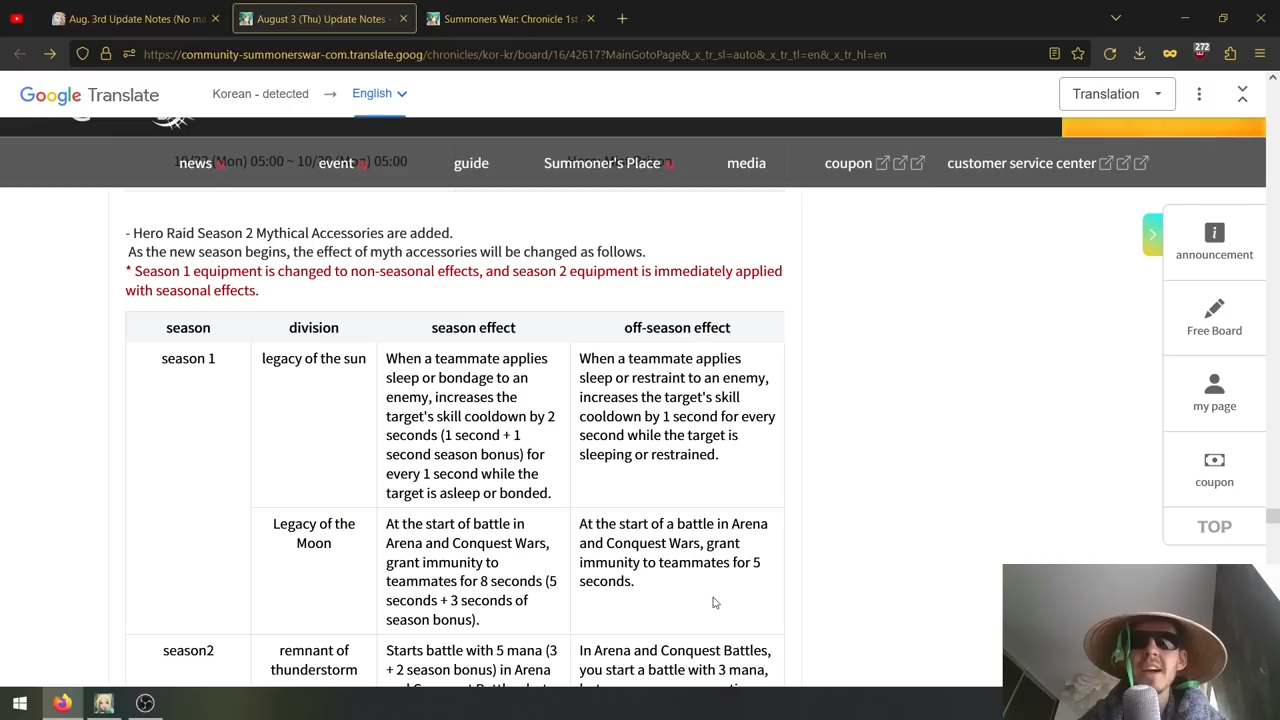 Aug. 3rd Update Notes (No ma
August 3 (Thu) Update Notes -
Summoners War: Chronicle 1st
https://community-summonerswar-com.translate.goog/chronicles/kor-kr/board/16/42617?MainGotoPage&_x_tr_sl=auto&_x_tr_tl=en&_x_tr_hl=en
272
Google Translate
Korean - detected
English
Translation
news
event
guide
Summoner's Place
media
coupon
customer service center
(Mon) 05:00 ~ 10/30 (Mon) 05:00
- Hero Raid Season 2 Mythical Accessories are added.
As the new season begins, the effect of myth accessories will be changed as follows.
* Season 1 equipment is changed to non-seasonal effects, and season 2 equipment is immediately applied
with seasonal effects.
season
division
season effect
off-season effect
season 1
legacy of the sun
When a teammate applies
sleep or bondage to an
enemy, increases the
target's skill cooldown by 2
seconds (1 second + 1
second season bonus) for
every 1 second while the
target is asleep or bonded.
When a teammate applies
sleep or restraint to an enemy,
increases the target's skill
cooldown by 1 second for every
second while the target is
sleeping or restrained.
Legacy of the
Moon
At the start of battle in
Arena and Conquest Wars,
grant immunity to
teammates for 8 seconds (5
seconds + 3 seconds of
season bonus).
At the start of a battle in Arena
and Conquest Wars, grant
immunity to teammates for 5
seconds.
season2
remnant of
thunderstorm
Starts battle with 5 mana (3
+ 2 season bonus) in Arena
In Arena and Conquest Battles,
you start a battle with 3 mana,
announcement
Free Board
my page
coupon
TOP